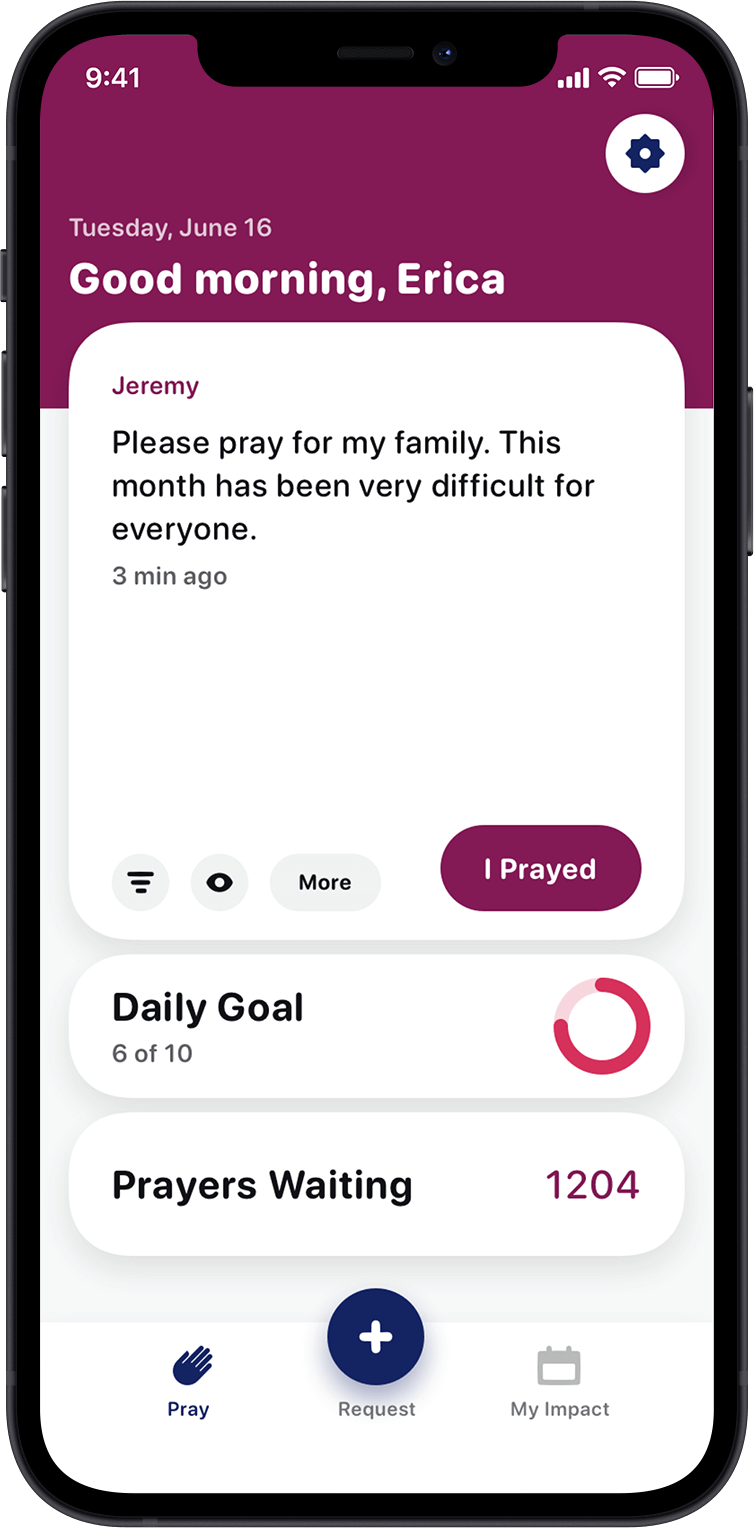 9:41
Tuesday, June 16
Good morning, Erica
Jeremy
Please pray for my family. This
month has been very difficult for
everyone.
3 min ago
More
I Prayed
Daily Goal
6 of 10
Prayers Waiting
1204
Pray
Request
My Impact